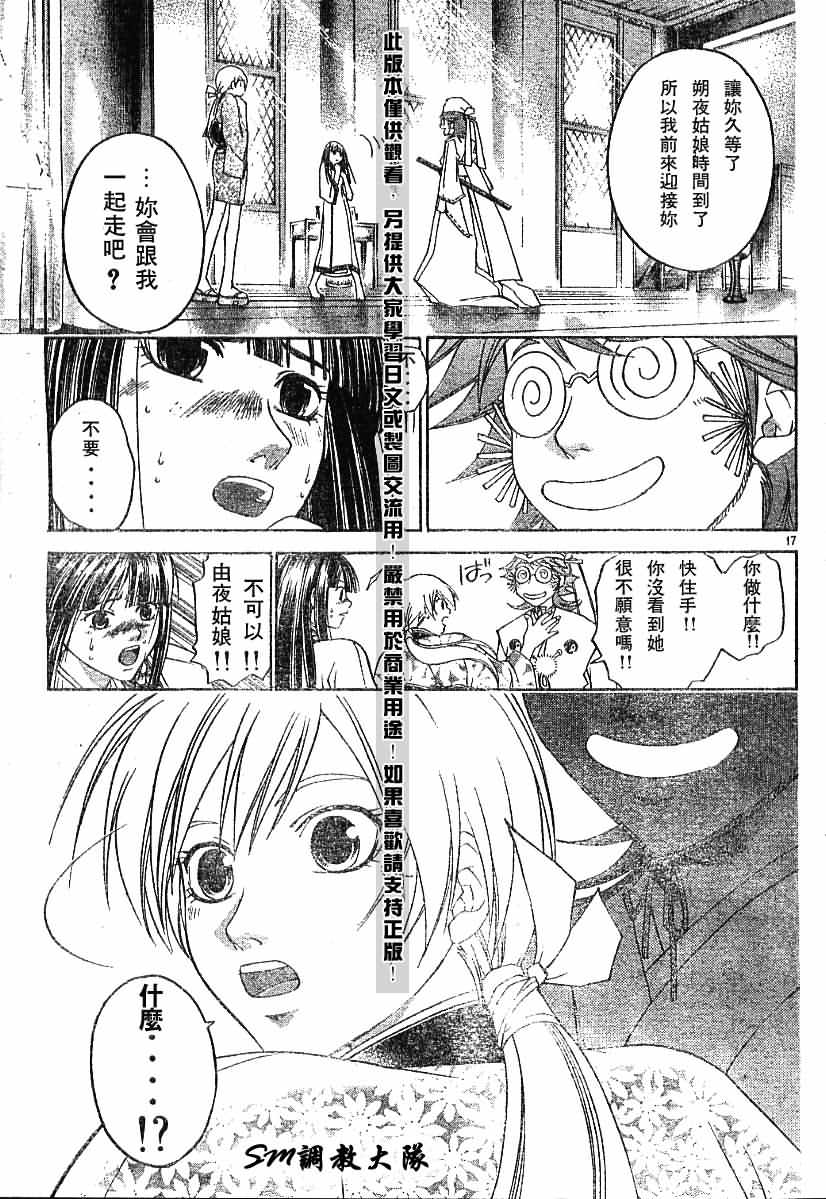 讓妳久等了
朔夜姑娘時間到了
所以我前來迎接妳
…妳會跟我
一起走吧？
不……
不要・・・・
17
你做什麼!!
快住手!!
你沒看到她
很不願意嗎!!
ばっ
不可以!!
由夜姑娘!!
什麼・・・・!?
此版本僅供觀看，另提供大家學習日文或製圖交流用！嚴禁用於商業用途！如果喜歡請支持正版！
SM調教大隊